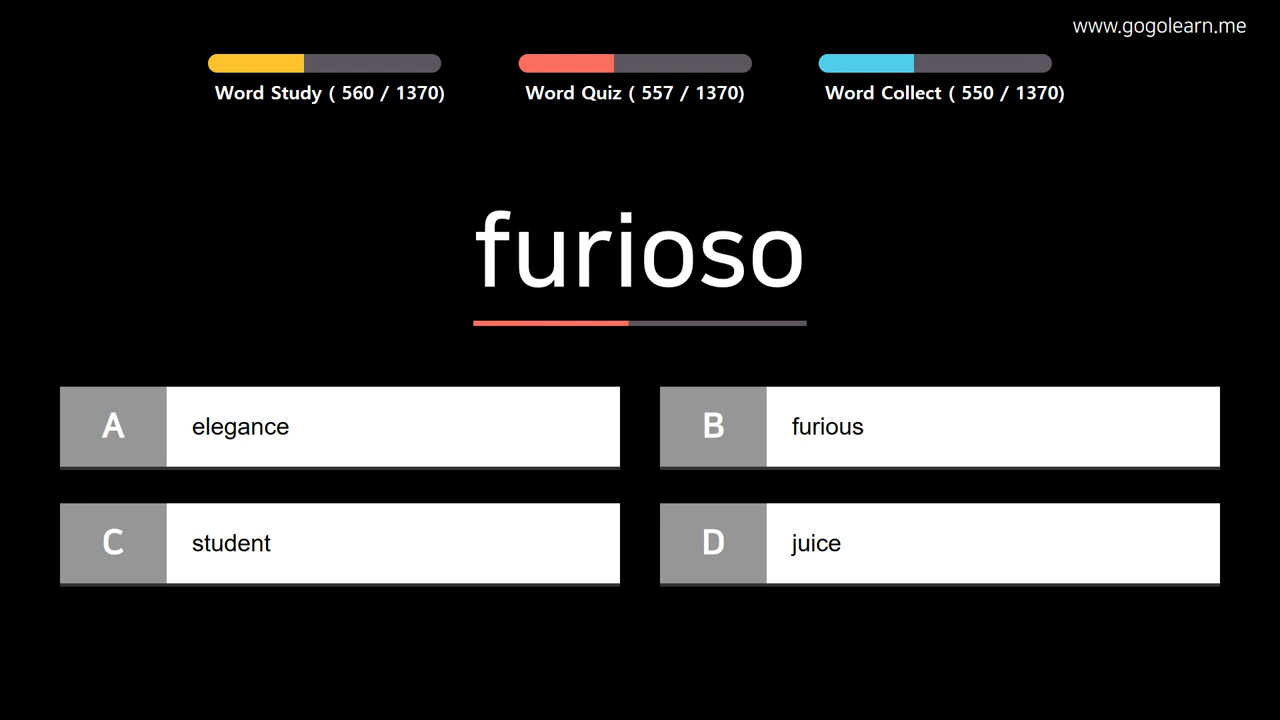 www.gogolearn.me
Word Study ( 560 / 1370)
Word Quiz ( 557 / 1370)
Word Collect ( 550 / 1370)
furioso
A
elegance
B
furious
C
student
D
juice